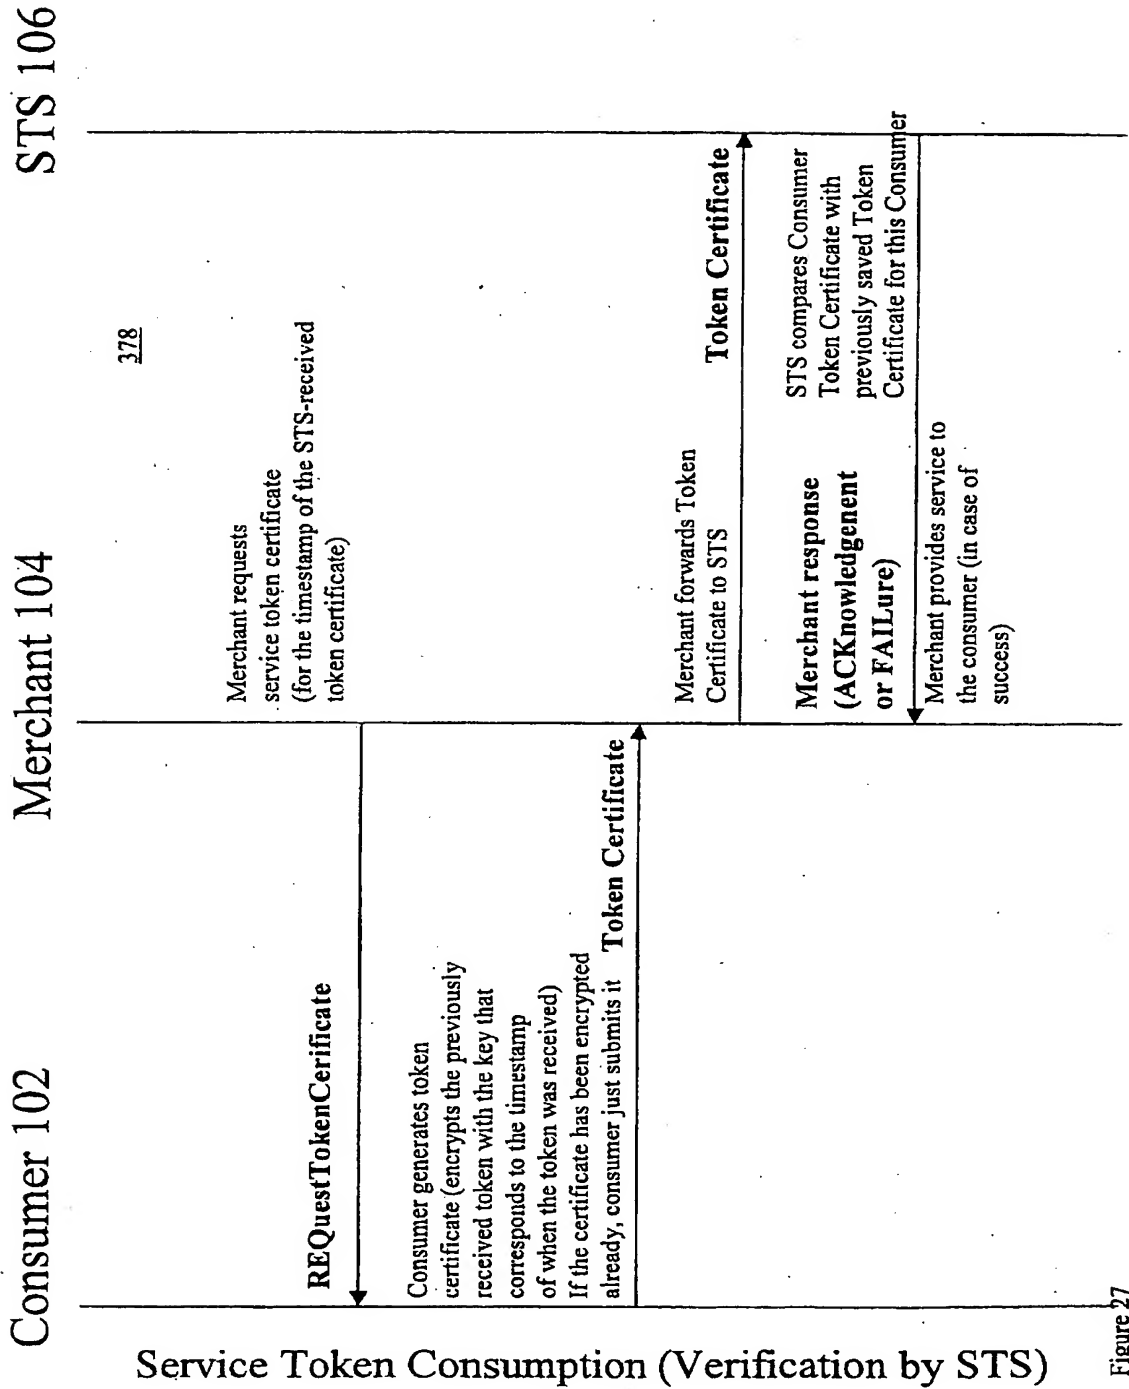 Service Token Consumption (Verification by STS)
Consumer 102
Merchant 104
STS 106
378
Merchant requests
service token certificate
(for the timestamp of the STS-received
token certificate)
REQuestTokenCerificate
Consumer generates token
certificate (encrypts the previously
received token with the key that
corresponds to the timestamp
of when the token was received)
If the certificate has been encrypted
already, consumer just submits it
Token Certificate
Merchant forwards Token
Certificate to STS
Token Certificate
STS compares Consumer
Token Certificate with
previously saved Token
Certificate for this Consumer
Merchant response
(ACKnowledgenent
or FAILure)
Merchant provides service to
the consumer (in case of
success)
Figure 27